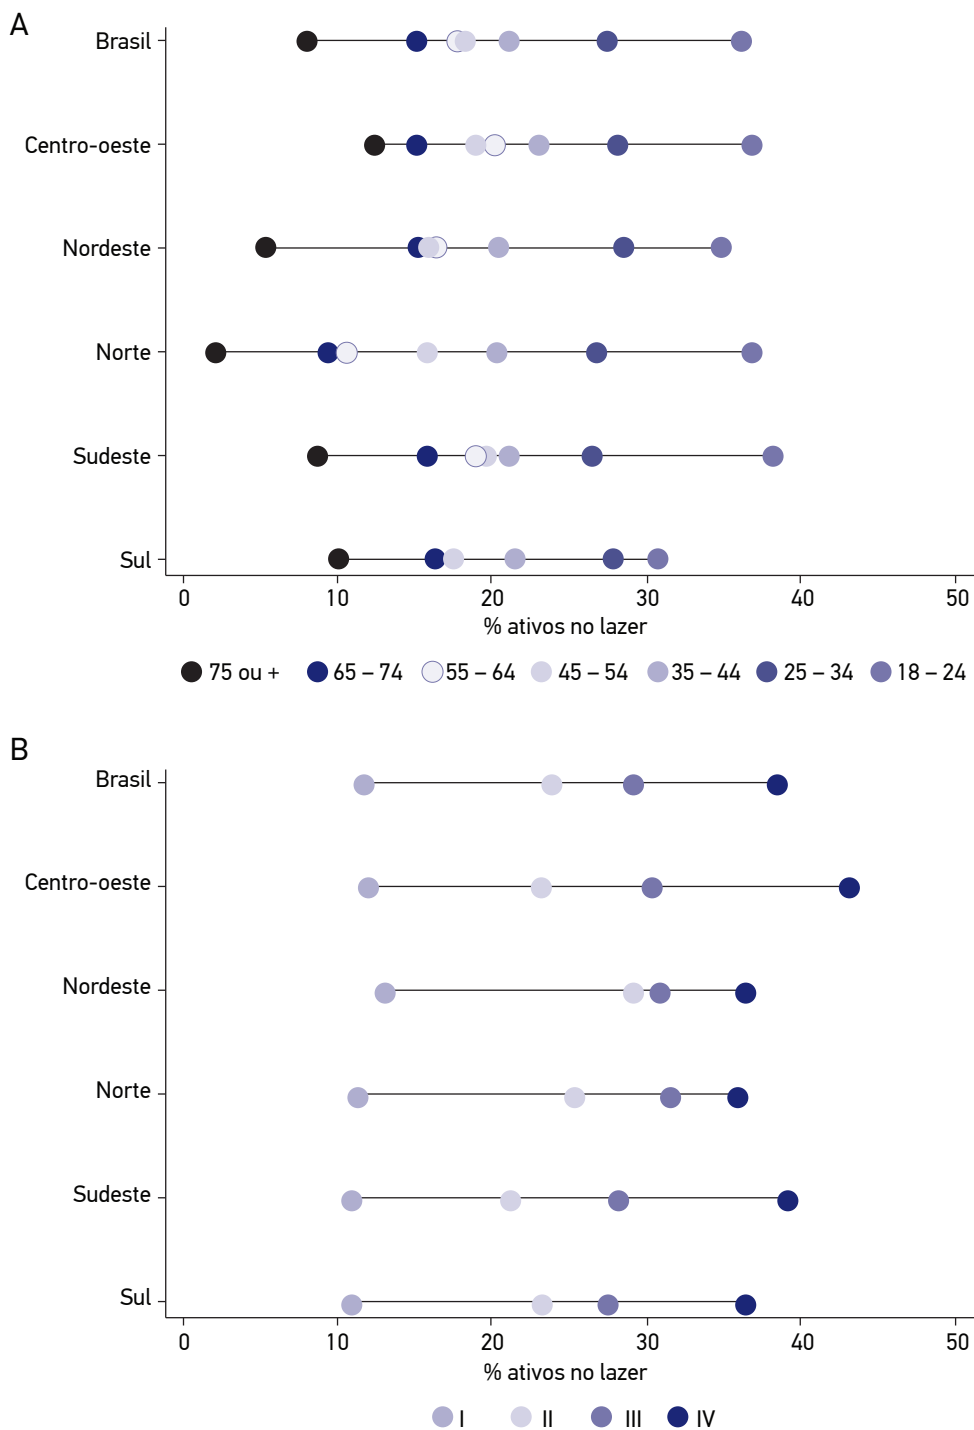 A
Brasil
Centro-oeste
Nordeste
Norte
Sudeste
Sul
0 10 20 30 40 50
% ativos no lazer
75 ou + 65 – 74 55 – 64 45 – 54 35 – 44 25 – 34 18 – 24
B
Brasil
Centro-oeste
Nordeste
Norte
Sudeste
Sul
0 10 20 30 40 50
% ativos no lazer
I II III IV